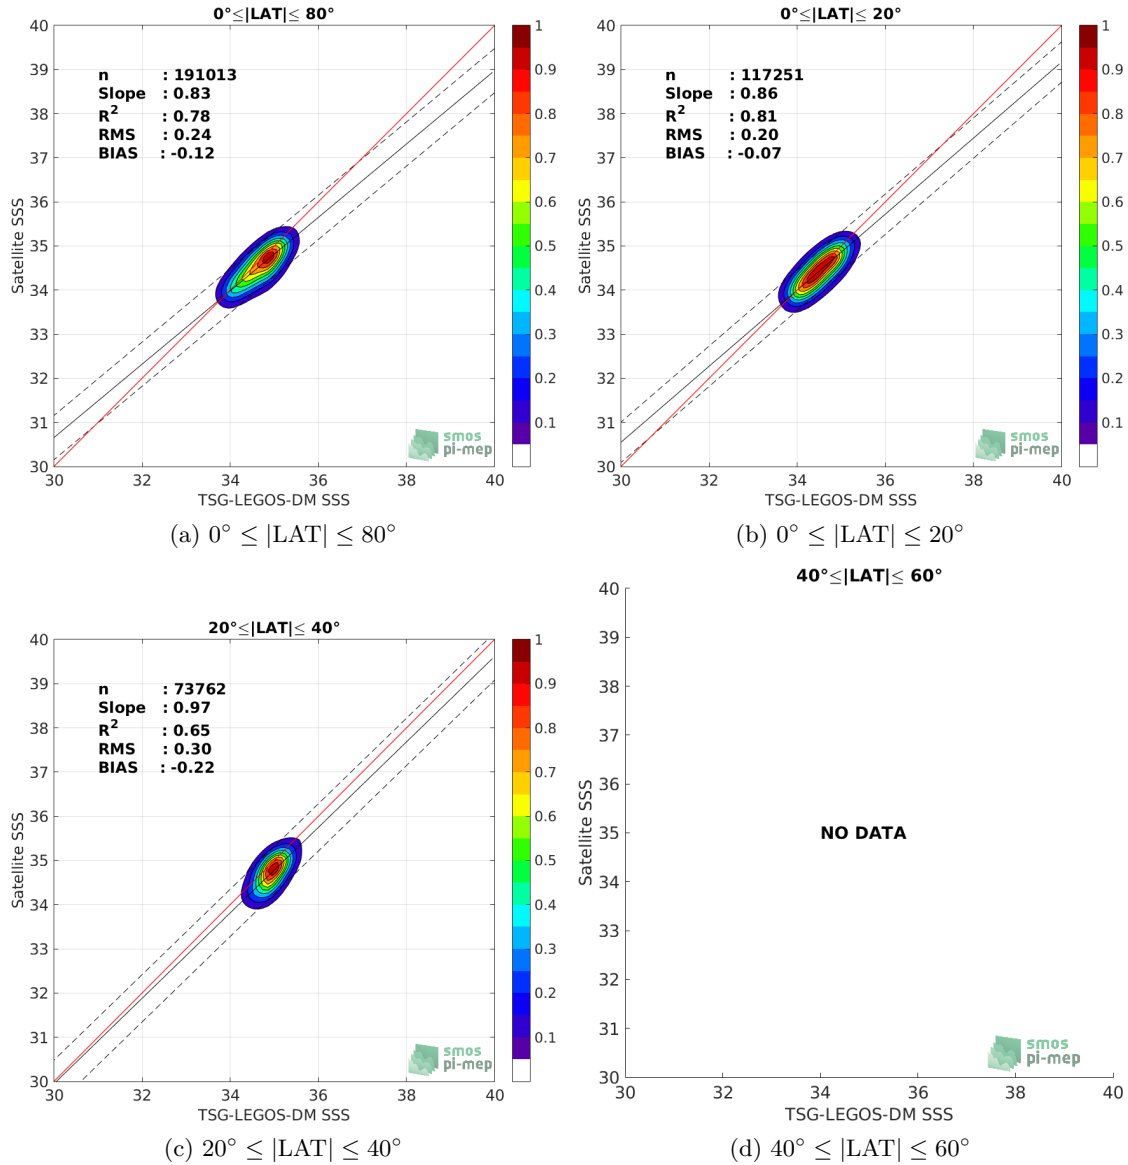 0°≤|LAT|≤ 80°
40
39
38
37
36
35
34
33
32
31
30
Satellite SSS
n : 191013
Slope : 0.83
R2 : 0.78
RMS : 0.24
BIAS : -0.12
smos
pi-mep
30 32 34 36 38 40
TSG-LEGOS-DM SSS
1
0.9
0.8
0.7
0.6
0.5
0.4
0.3
0.2
0.1
(a) 0° ≤ |LAT| ≤ 80°
0°≤|LAT|≤ 20°
40
39
38
37
36
35
34
33
32
31
30
Satellite SSS
n : 117251
Slope : 0.86
R2 : 0.81
RMS : 0.20
BIAS : -0.07
smos
pi-mep
30 32 34 36 38 40
TSG-LEGOS-DM SSS
1
0.9
0.8
0.7
0.6
0.5
0.4
0.3
0.2
0.1
(b) 0° ≤ |LAT| ≤ 20°
20°≤|LAT|≤ 40°
40
39
38
37
36
35
34
33
32
31
30
Satellite SSS
n : 73762
Slope : 0.97
R2 : 0.65
RMS : 0.30
BIAS : -0.22
smos
pi-mep
30 32 34 36 38 40
TSG-LEGOS-DM SSS
1
0.9
0.8
0.7
0.6
0.5
0.4
0.3
0.2
0.1
(c) 20° ≤ |LAT| ≤ 40°
40°≤|LAT|≤ 60°
40
39
38
37
36
35
34
33
32
31
30
Satellite SSS
NO DATA
smos
pi-mep
30 32 34 36 38 40
TSG-LEGOS-DM SSS
(d) 40° ≤ |LAT| ≤ 60°